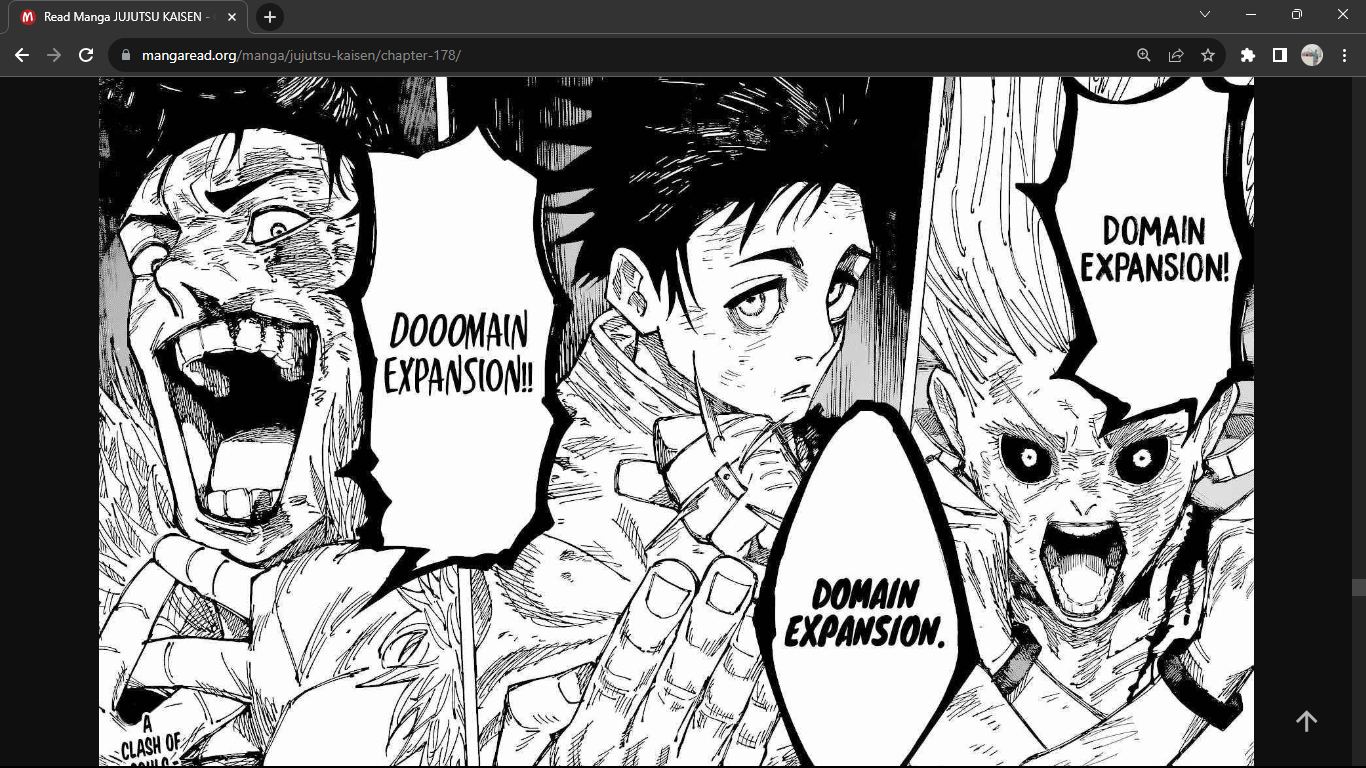 Read Manga JUJUTSU KAISEN -
mangaread.org/manga/jujutsu-kaisen/chapter-178/
DOOOMAIN
EXPANSION!!
DOMAIN
EXPANSION.
DOMAIN
EXPANSION!
A
CLASH OF